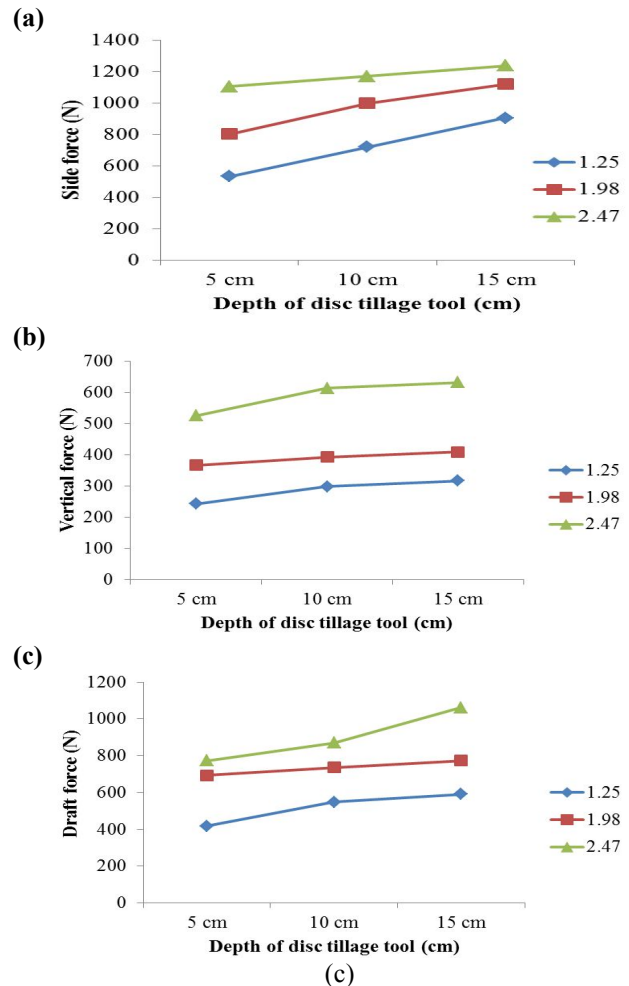 (a)
1400
1200
1000
800
600
400
200
0
Side force (N)
5 cm 10 cm 15 cm
Depth of disc tillage tool (cm)
1.25
1.98
2.47
(b)
700
600
500
400
300
200
100
0
Vertical force (N)
5 cm 10 cm 15 cm
Depth of disc tillage tool (cm)
1.25
1.98
2.47
(c)
1200
1000
800
600
400
200
0
Draft force (N)
5 cm 10 cm 15 cm
Depth of disc tillage tool (cm)
1.25
1.98
2.47
(c)